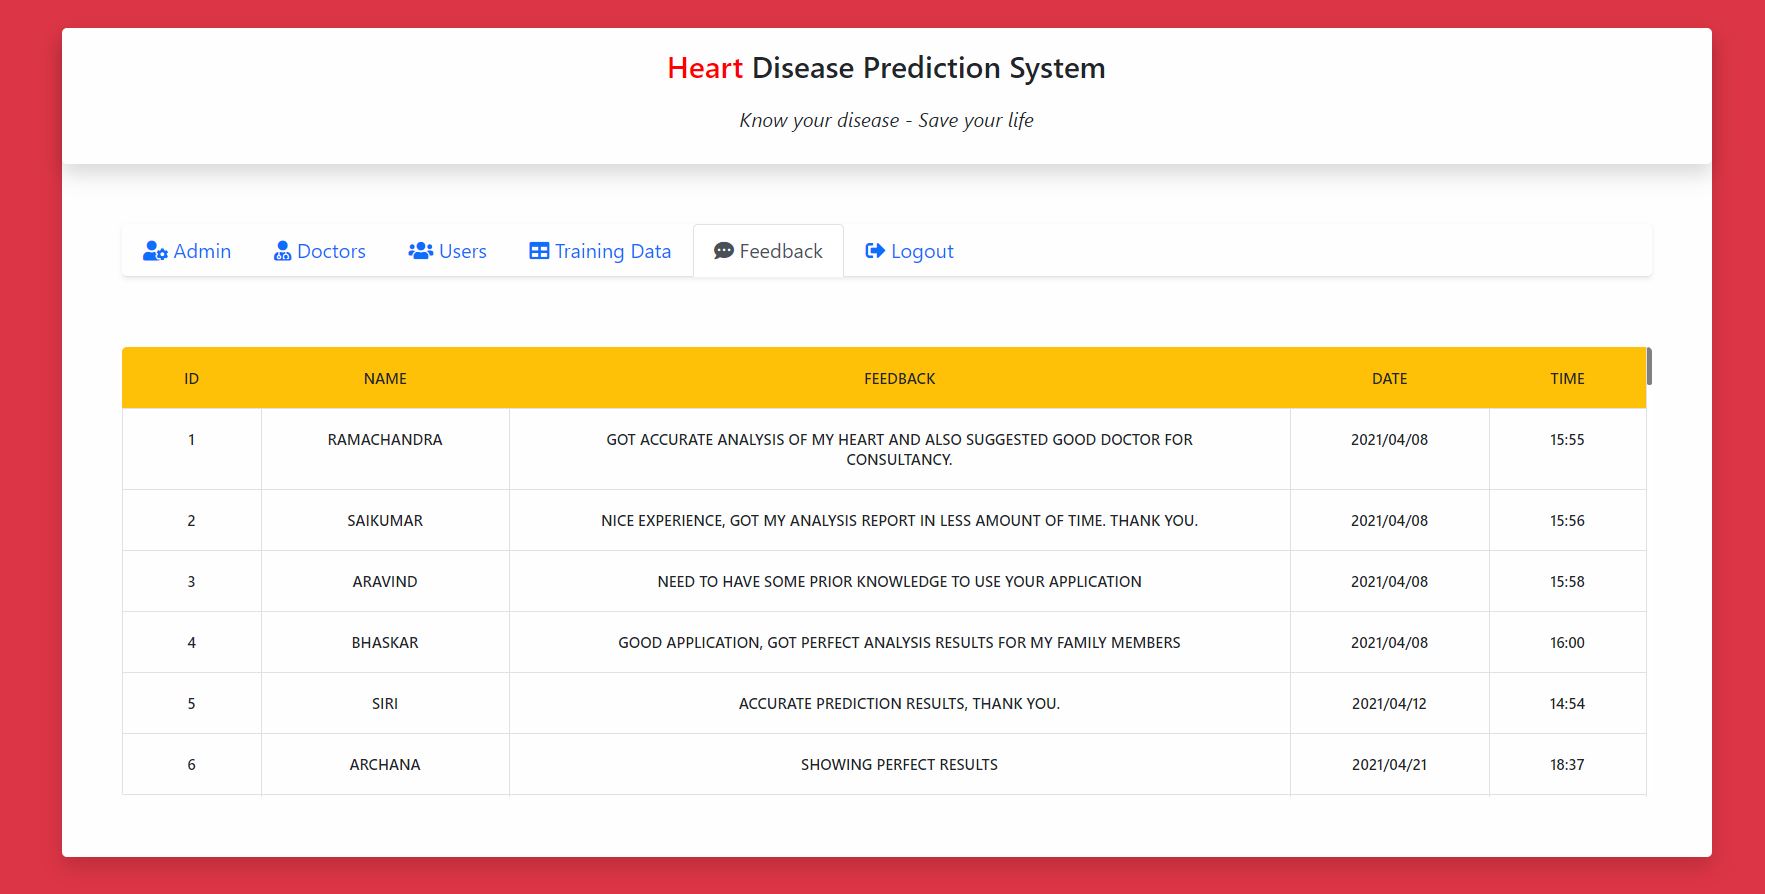 Heart Disease Prediction System
Know your disease - Save your life
Admin Doctors Users Training Data Feedback Logout
ID NAME FEEDBACK DATE TIME
1 RAMACHANDRA GOT ACCURATE ANALYSIS OF MY HEART AND ALSO SUGGESTED GOOD DOCTOR FOR 2021/04/08 15:55
CONSULTANCY.
2 SAIKUMAR NICE EXPERIENCE, GOT MY ANALYSIS REPORT IN LESS AMOUNT OF TIME. THANK YOU. 2021/04/08 15:56
3 ARAVIND NEED TO HAVE SOME PRIOR KNOWLEDGE TO USE YOUR APPLICATION 2021/04/08 15:58
4 BHASKAR GOOD APPLICATION, GOT PERFECT ANALYSIS RESULTS FOR MY FAMILY MEMBERS 2021/04/08 16:00
5 SIRI ACCURATE PREDICTION RESULTS, THANK YOU. 2021/04/12 14:54
6 ARCHANA SHOWING PERFECT RESULTS 2021/04/21 18:37